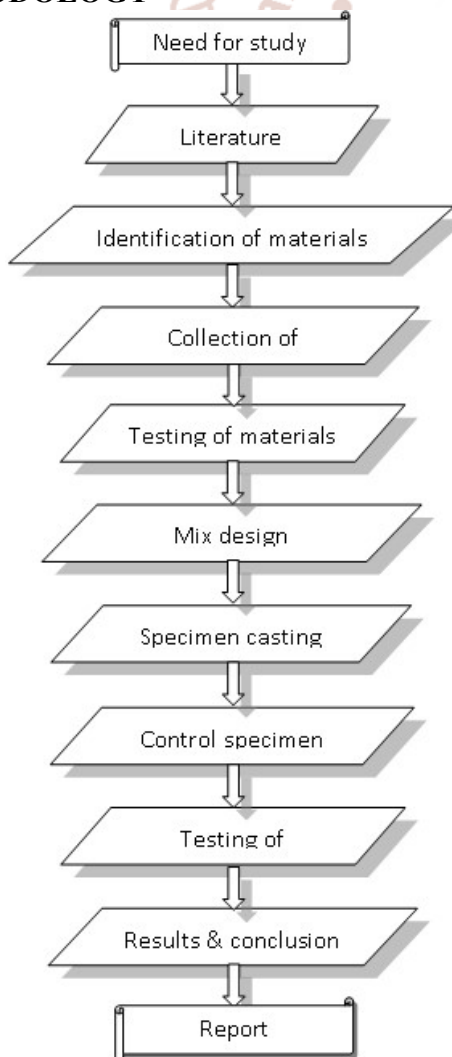 Need for study
Literature
Identification of materials
Collection of
Testing of materials
Mix design
Specimen casting
Control specimen
Testing of
Results & conclusion
Report